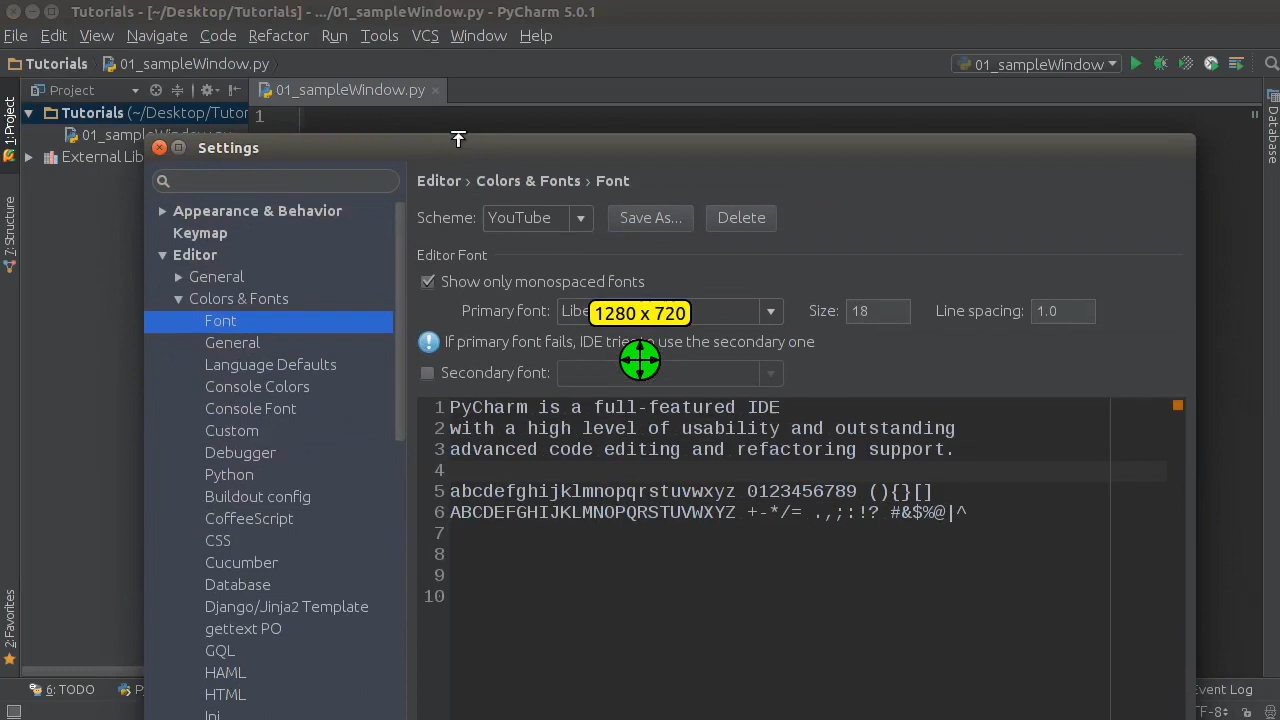 Tutorials - [~/Desktop/Tutorials] - .../01_sampleWindow.py - PyCharm 5.0.1
File Edit View Navigate Code Refactor Run Tools VCS Window Help
Tutorials 01_sampleWindow.py 01_sampleWindow
Project 01_sampleWindow.py
1: Project
7: Structure
2: Favorites
Database
Tutorials (~/Desktop/Tutor
1
External Lib
Settings
Editor › Colors & Fonts › Font
Appearance & Behavior
Keymap
Editor
General
Colors & Fonts
Font
General
Language Defaults
Console Colors
Console Font
Custom
Debugger
Python
Buildout config
CoffeeScript
CSS
Cucumber
Database
Django/Jinja2 Template
gettext PO
GQL
HAML
HTML
Scheme: YouTube Save As... Delete
Editor Font
Show only monospaced fonts
Primary font: Libe Size: 18 Line spacing: 1.0
1280 x 720
If primary font fails, IDE tries to use the secondary one
Secondary font:
1 PyCharm is a full-featured IDE
2 with a high level of usability and outstanding
3 advanced code editing and refactoring support.
4
5 abcdefghijklmnopqrstuvwxyz 0123456789 (){}[]
6 ABCDEFGHIJKLMNOPQRSTUVWXYZ +-*/= .,;:!? #&$%@|^
7
8
9
10
6: TODO Event Log
TF-8